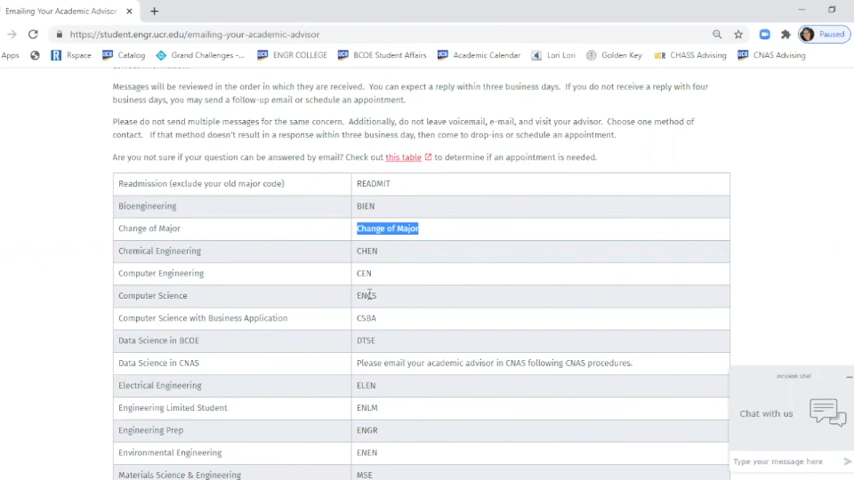 Emailing Your Academic Advisor
https://student.engr.ucr.edu/emailing-your-academic-advisor
Paused
Apps
Rspace
Catalog
Grand Challenges -...
ENGR COLLEGE
BCOE Student Affairs
Academic Calendar
Lori Lori
Golden Key
CHASS Advising
CNAS Advising
Messages will be reviewed in the order in which they are received. You can expect a reply within three business days. If you do not receive a reply with four
business days, you may send a follow-up email or schedule an appointment.
Please do not send multiple messages for the same concern. Additionally, do not leave voicemail, e-mail, and visit your advisor. Choose one method of
contact. If that method doesn't result in a response within three business day, then come to drop-ins or schedule an appointment.
Are you not sure if your question can be answered by email? Check out this table to determine if an appointment is needed.
Readmission (exclude your old major code) READMIT
Bioengineering BIEN
Change of Major Change of Major
Chemical Engineering CHEN
Computer Engineering CEN
Computer Science ENCS
Computer Science with Business Application CSBA
Data Science in BCOE DTSE
Data Science in CNAS Please email your academic advisor in CNAS following CNAS procedures.
Electrical Engineering ELEN
Engineering Limited Student ENLM
Engineering Prep ENGR
Environmental Engineering ENEN
Materials Science & Engineering MSE
zendesk chat
Chat with us
Type your message here